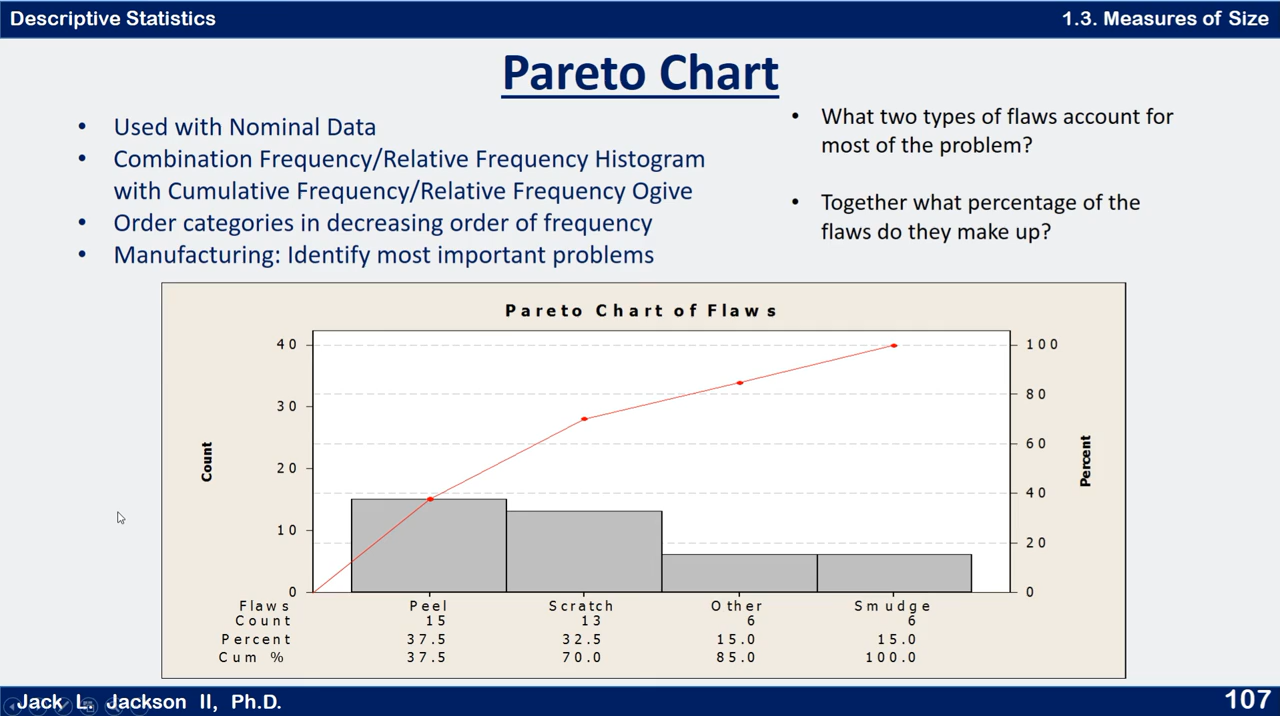 Descriptive Statistics
1.3. Measures of Size
Pareto Chart
• Used with Nominal Data
• Combination Frequency/Relative Frequency Histogram
with Cumulative Frequency/Relative Frequency Ogive
• Order categories in decreasing order of frequency
• Manufacturing: Identify most important problems
• What two types of flaws account for
most of the problem?
• Together what percentage of the
flaws do they make up?
Pareto Chart of Flaws
Count
40
30
20
10
0
Percent
100
80
60
40
20
0
Flaws Peel Scratch Other Smudge
Count 15 13 6 6
Percent 37.5 32.5 15.0 15.0
Cum % 37.5 70.0 85.0 100.0
Jack L. Jackson II, Ph.D.
107